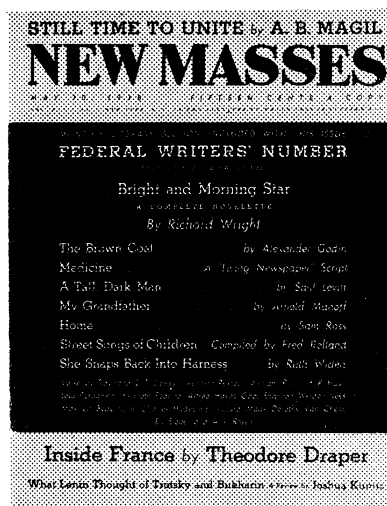 STILL TIME TO UNITE by A. B. MAGIL
NEW MASSES
MAY 10, 1938 FIFTEEN CENTS A COPY
FEDERAL WRITERS' NUMBER
Bright and Morning Star
A COMPLETE NOVELETTE
By Richard Wright
The Brown Coat by Alexander Godin
Medicine A "Living Newspaper" Script
A Tall Dark Man by Saul Levitt
My Grandfather by Arnold Manoff
Home by Sam Ross
Street Songs of Children Compiled by Fred Rolland
She Snaps Back Into Harness by Ruth Widen
Inside France by Theodore Draper
What Lenin Thought of Trotsky and Bukharin A Review by Joshua Kunitz